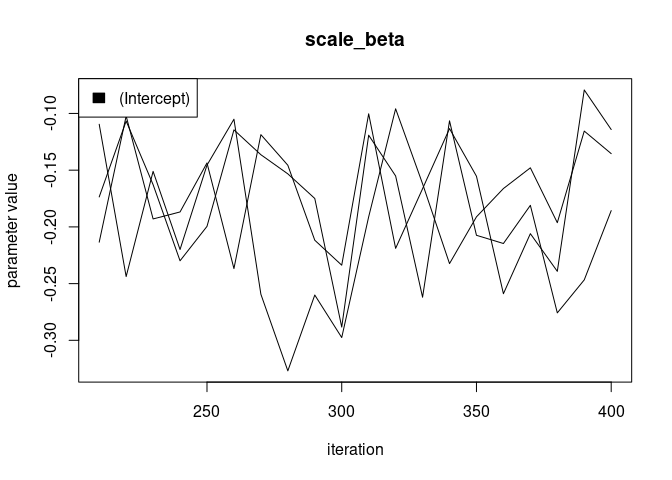 scale_beta
(Intercept)
parameter value
-0.10
-0.15
-0.20
-0.25
-0.30
250 300 350 400
iteration